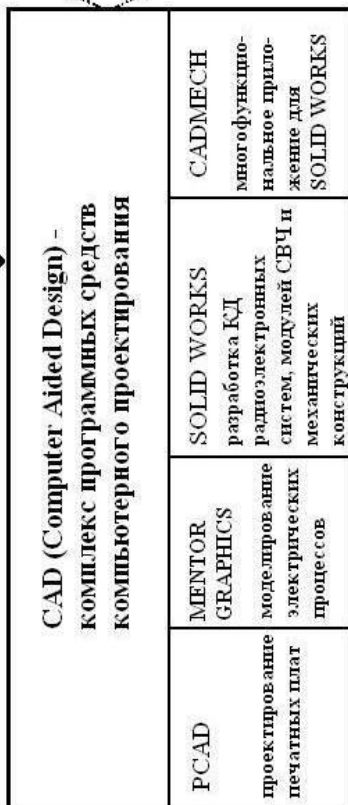 CAD (Computer Aided Design) -
комплекс программных средств
компьютерного проектирования
PCAD
проектирование
печатных плат
MENTOR
GRAPHICS
моделирование
электрических
процессов
SOLID WORKS
разработка КД
радиоэлектронных
систем, модулей СВЧ и
механических
конструкций
CADMECH
многофункцио-
нальное прило-
жение для
SOLID WORKS